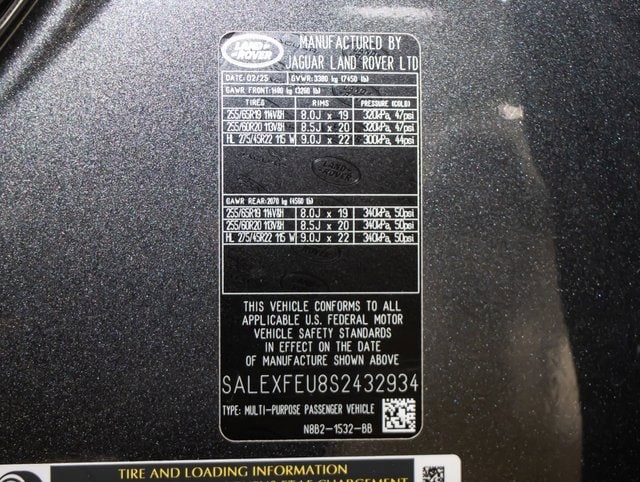 LAND ROVER
MANUFACTURED BY
JAGUAR LAND ROVER LTD
DATE: 02/25 GVWR: 3380 kg (7450 lb)
GAWR FRONT: 1480 kg (3260 lb)
TIRES RIMS PRESSURE (COLD)
255/65R19 114V&H 8.0J x 19 320kPa, 47psi
255/60R20 113V&H 8.5J x 20 320kPa, 47psi
HL 275/45R22 115 W 9.0J x 22 300kPa, 44psi
LAND ROVER
GAWR REAR: 2070 kg (4560 lb)
255/65R19 114V&H 8.0J x 19 340kPa, 50psi
255/60R20 113V&H 8.5J x 20 340kPa, 50psi
HL 275/45R22 115 W 9.0J x 22 340kPa, 50psi
THIS VEHICLE CONFORMS TO ALL
APPLICABLE U.S. FEDERAL MOTOR
VEHICLE SAFETY STANDARDS
IN EFFECT ON THE DATE
OF MANUFACTURE SHOWN ABOVE
SALEXFEU8S2432934
TYPE: MULTI-PURPOSE PASSENGER VEHICLE
N8B2-1532-BB
TIRE AND LOADING INFORMATION